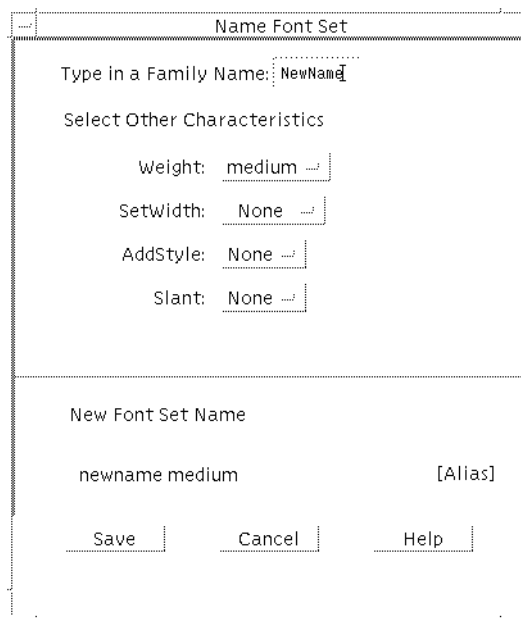 Name Font Set
Type in a Family Name: NewName
Select Other Characteristics
Weight: medium
SetWidth: None
AddStyle: None
Slant: None
New Font Set Name
newname medium [Alias]
Save Cancel Help